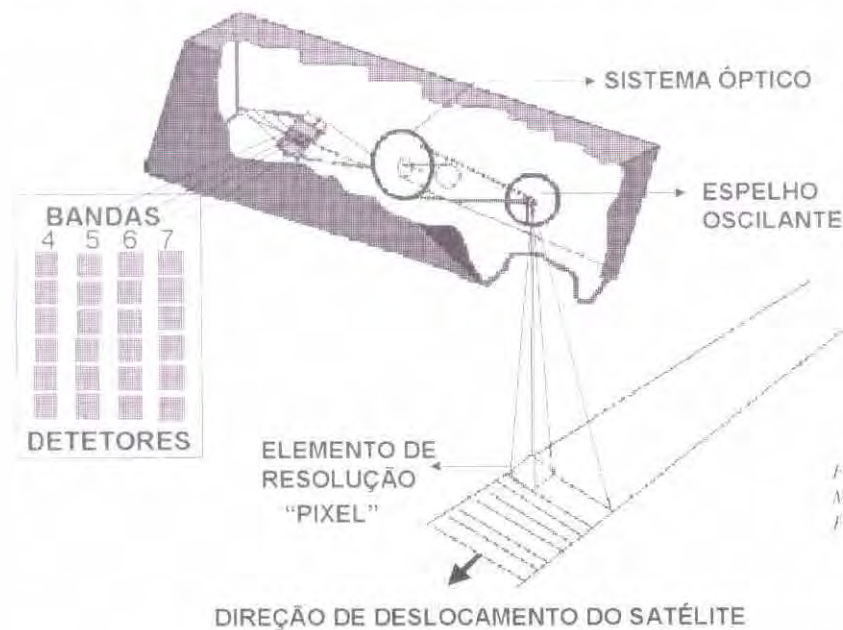 SISTEMA ÓPTICO
ESPELHO
OSCILANTE
BANDAS
4 5 6 7
DETETORES
ELEMENTO DE
RESOLUÇÃO
"PIXEL"
DIREÇÃO DE DESLOCAMENTO DO SATÉLITE